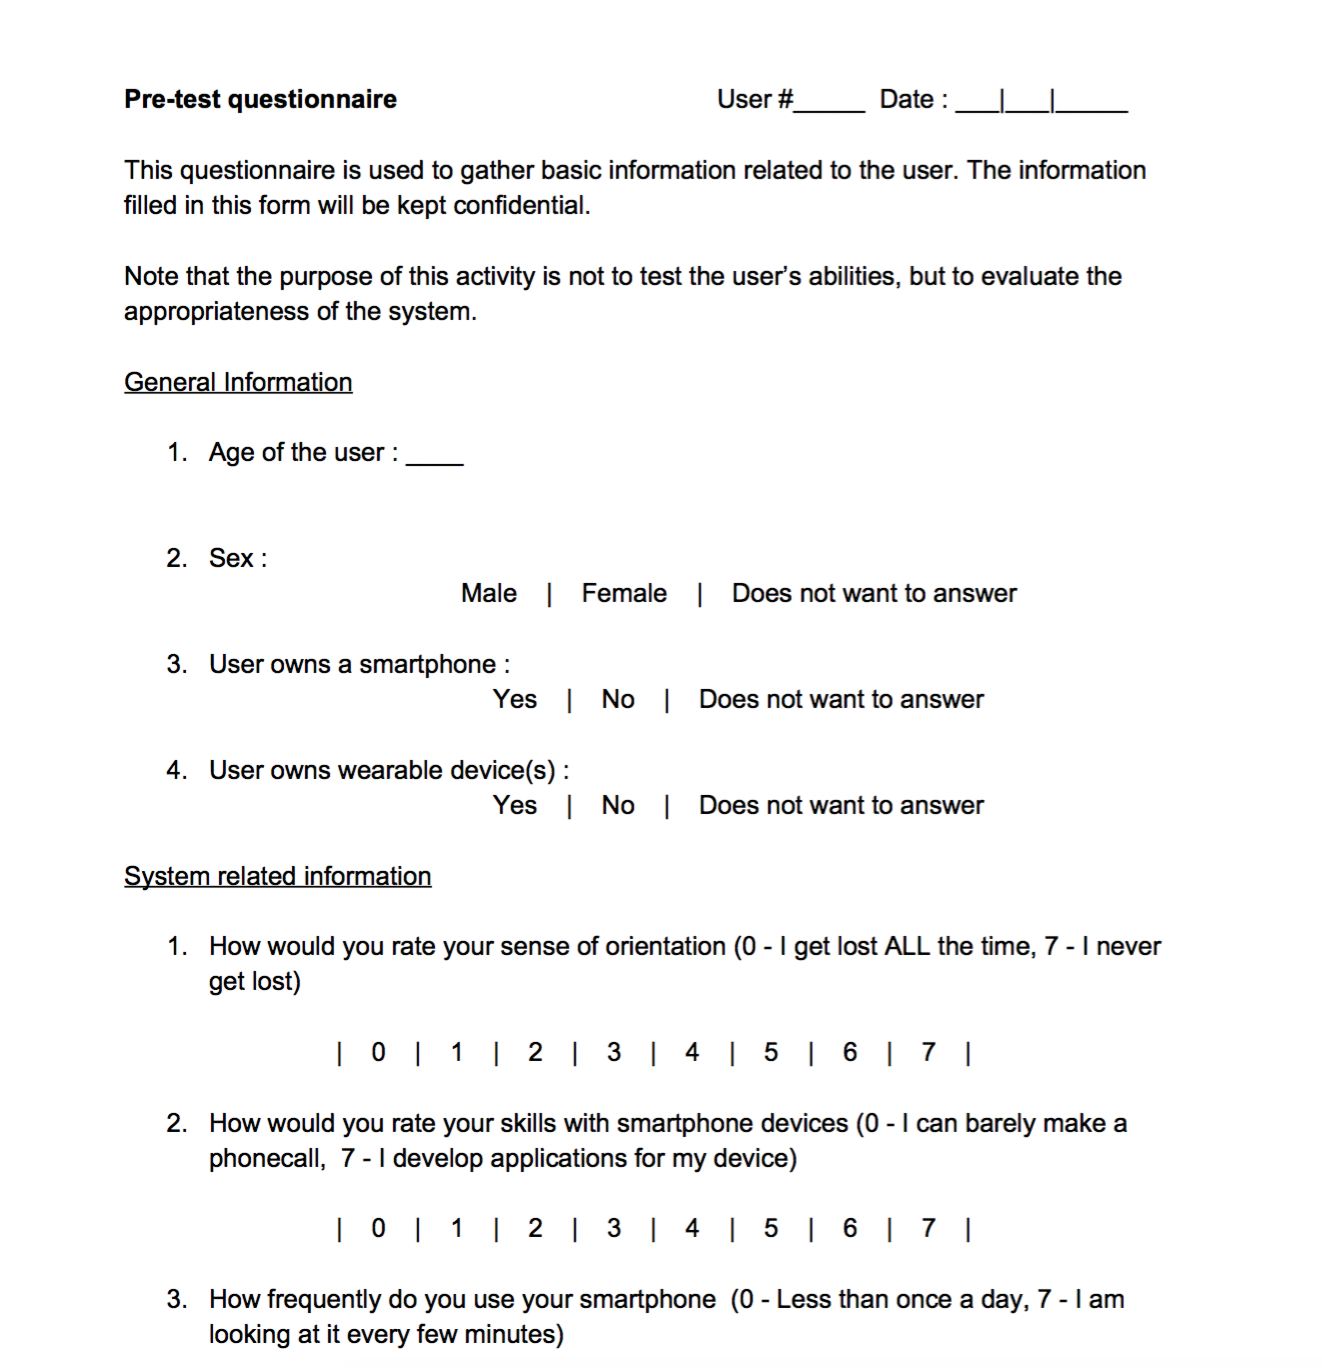 Pre-test questionnaire User #_____ Date : ___|___|_____
This questionnaire is used to gather basic information related to the user. The information
filled in this form will be kept confidential.
Note that the purpose of this activity is not to test the user's abilities, but to evaluate the
appropriateness of the system.
General Information
1. Age of the user : ____
2. Sex :
Male | Female | Does not want to answer
3. User owns a smartphone :
Yes | No | Does not want to answer
4. User owns wearable device(s) :
Yes | No | Does not want to answer
System related information
1. How would you rate your sense of orientation (0 - I get lost ALL the time, 7 - I never
get lost)
| 0 | 1 | 2 | 3 | 4 | 5 | 6 | 7 |
2. How would you rate your skills with smartphone devices (0 - I can barely make a
phonecall, 7 - I develop applications for my device)
| 0 | 1 | 2 | 3 | 4 | 5 | 6 | 7 |
3. How frequently do you use your smartphone (0 - Less than once a day, 7 - I am
looking at it every few minutes)